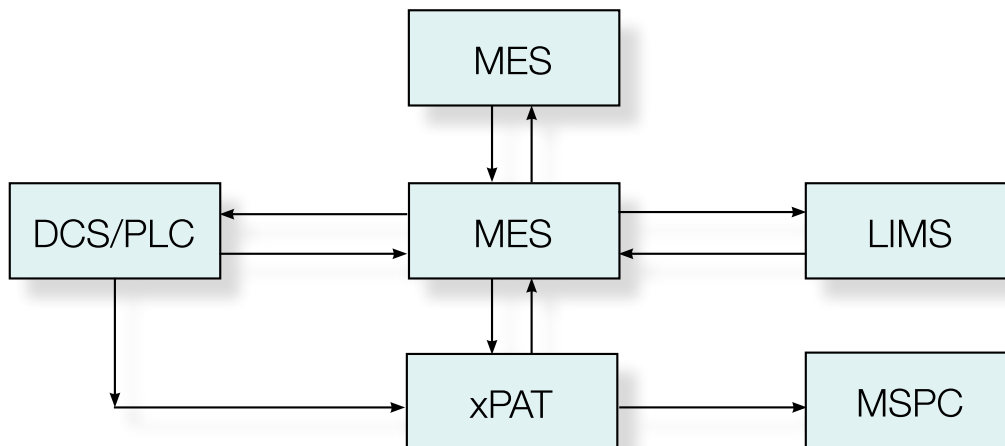 MES
DCS/PLC
MES
LIMS
xPAT
MSPC